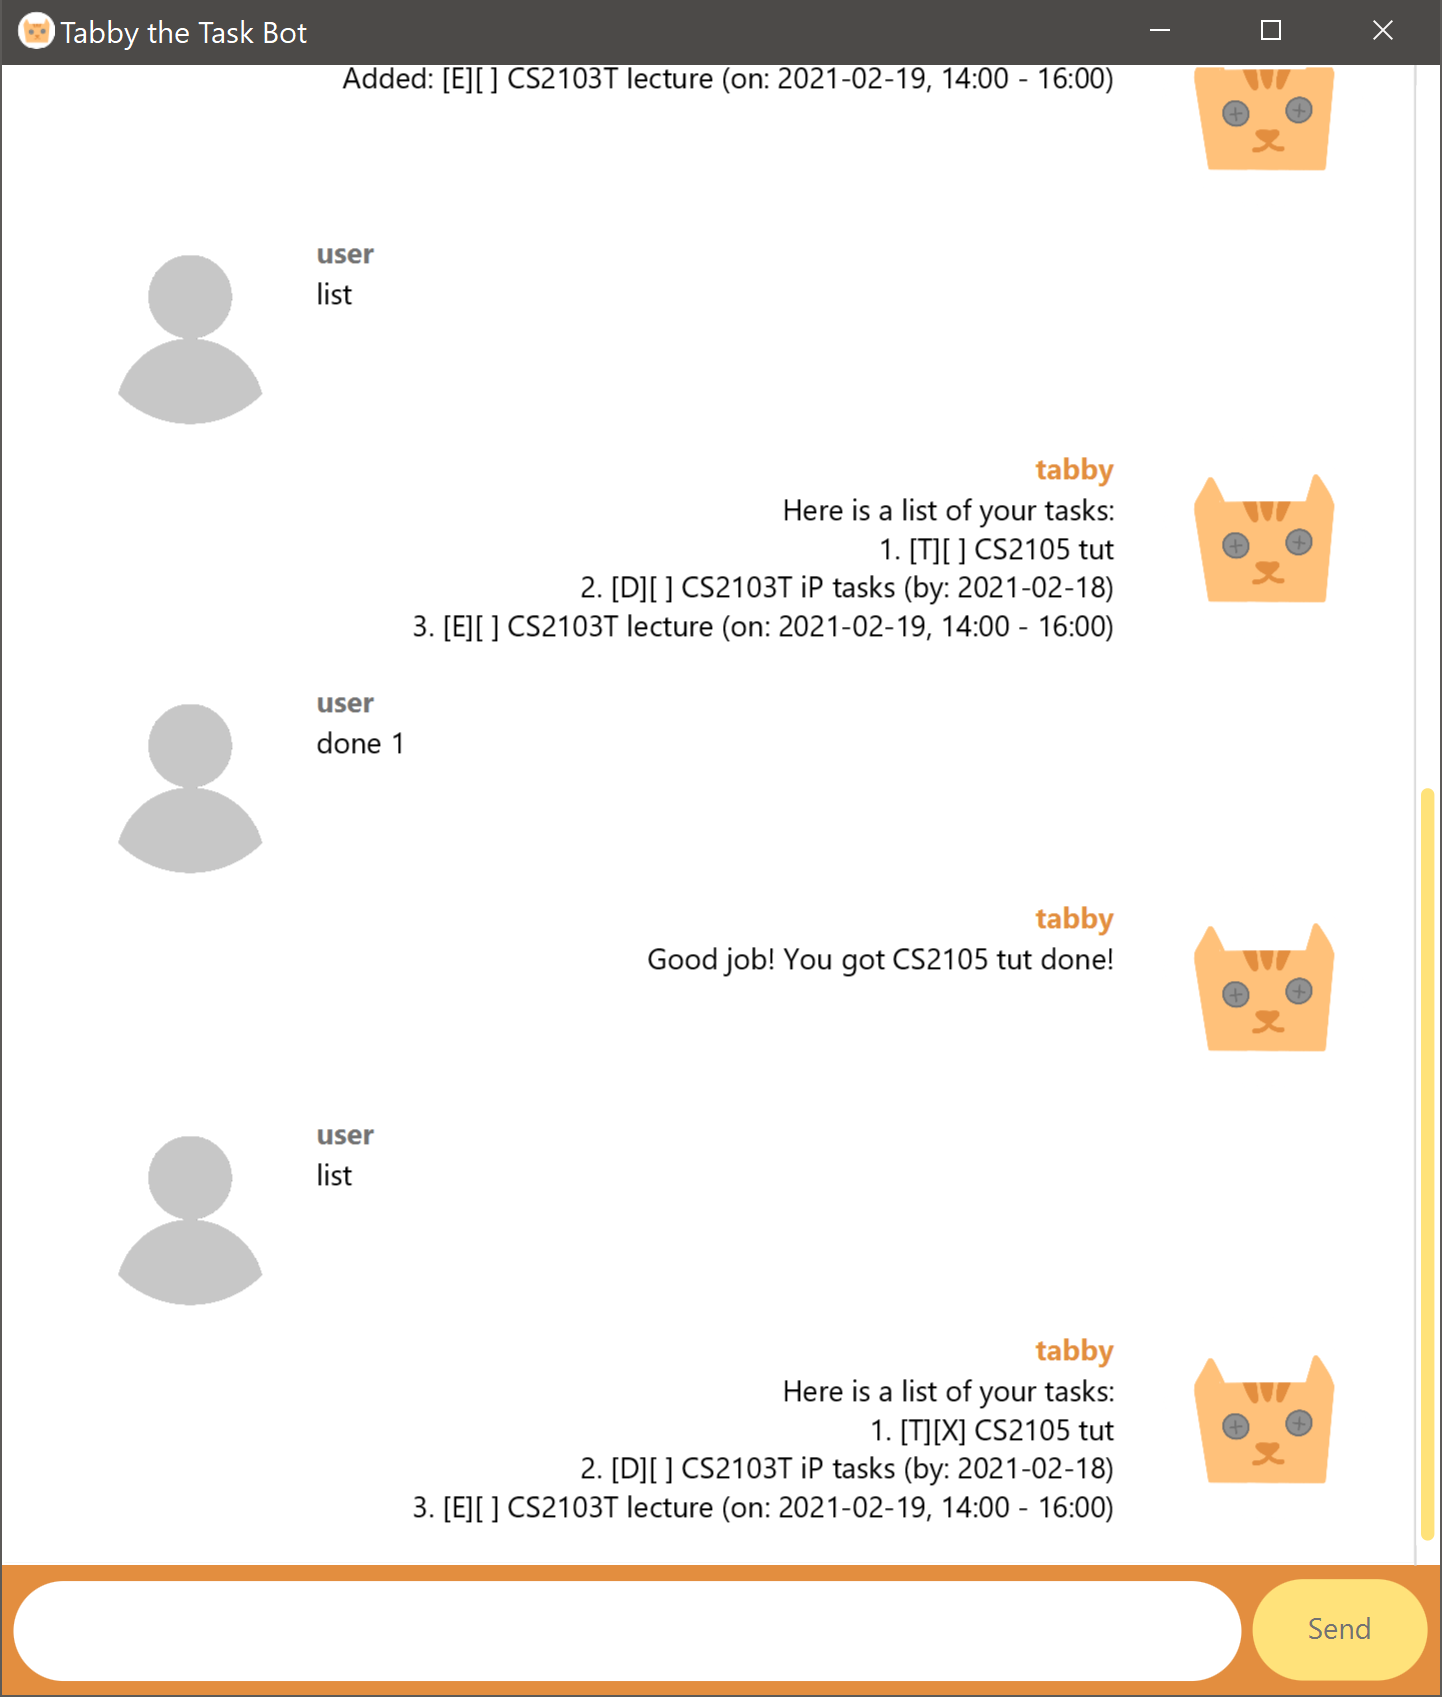 Tabby the Task Bot
Added: [E][ ] CS2103T lecture (on: 2021-02-19, 14:00 - 16:00)
user
list
tabby
Here is a list of your tasks:
1. [T][ ] CS2105 tut
2. [D][ ] CS2103T iP tasks (by: 2021-02-18)
3. [E][ ] CS2103T lecture (on: 2021-02-19, 14:00 - 16:00)
user
done 1
tabby
Good job! You got CS2105 tut done!
user
list
tabby
Here is a list of your tasks:
1. [T][X] CS2105 tut
2. [D][ ] CS2103T iP tasks (by: 2021-02-18)
3. [E][ ] CS2103T lecture (on: 2021-02-19, 14:00 - 16:00)
Send